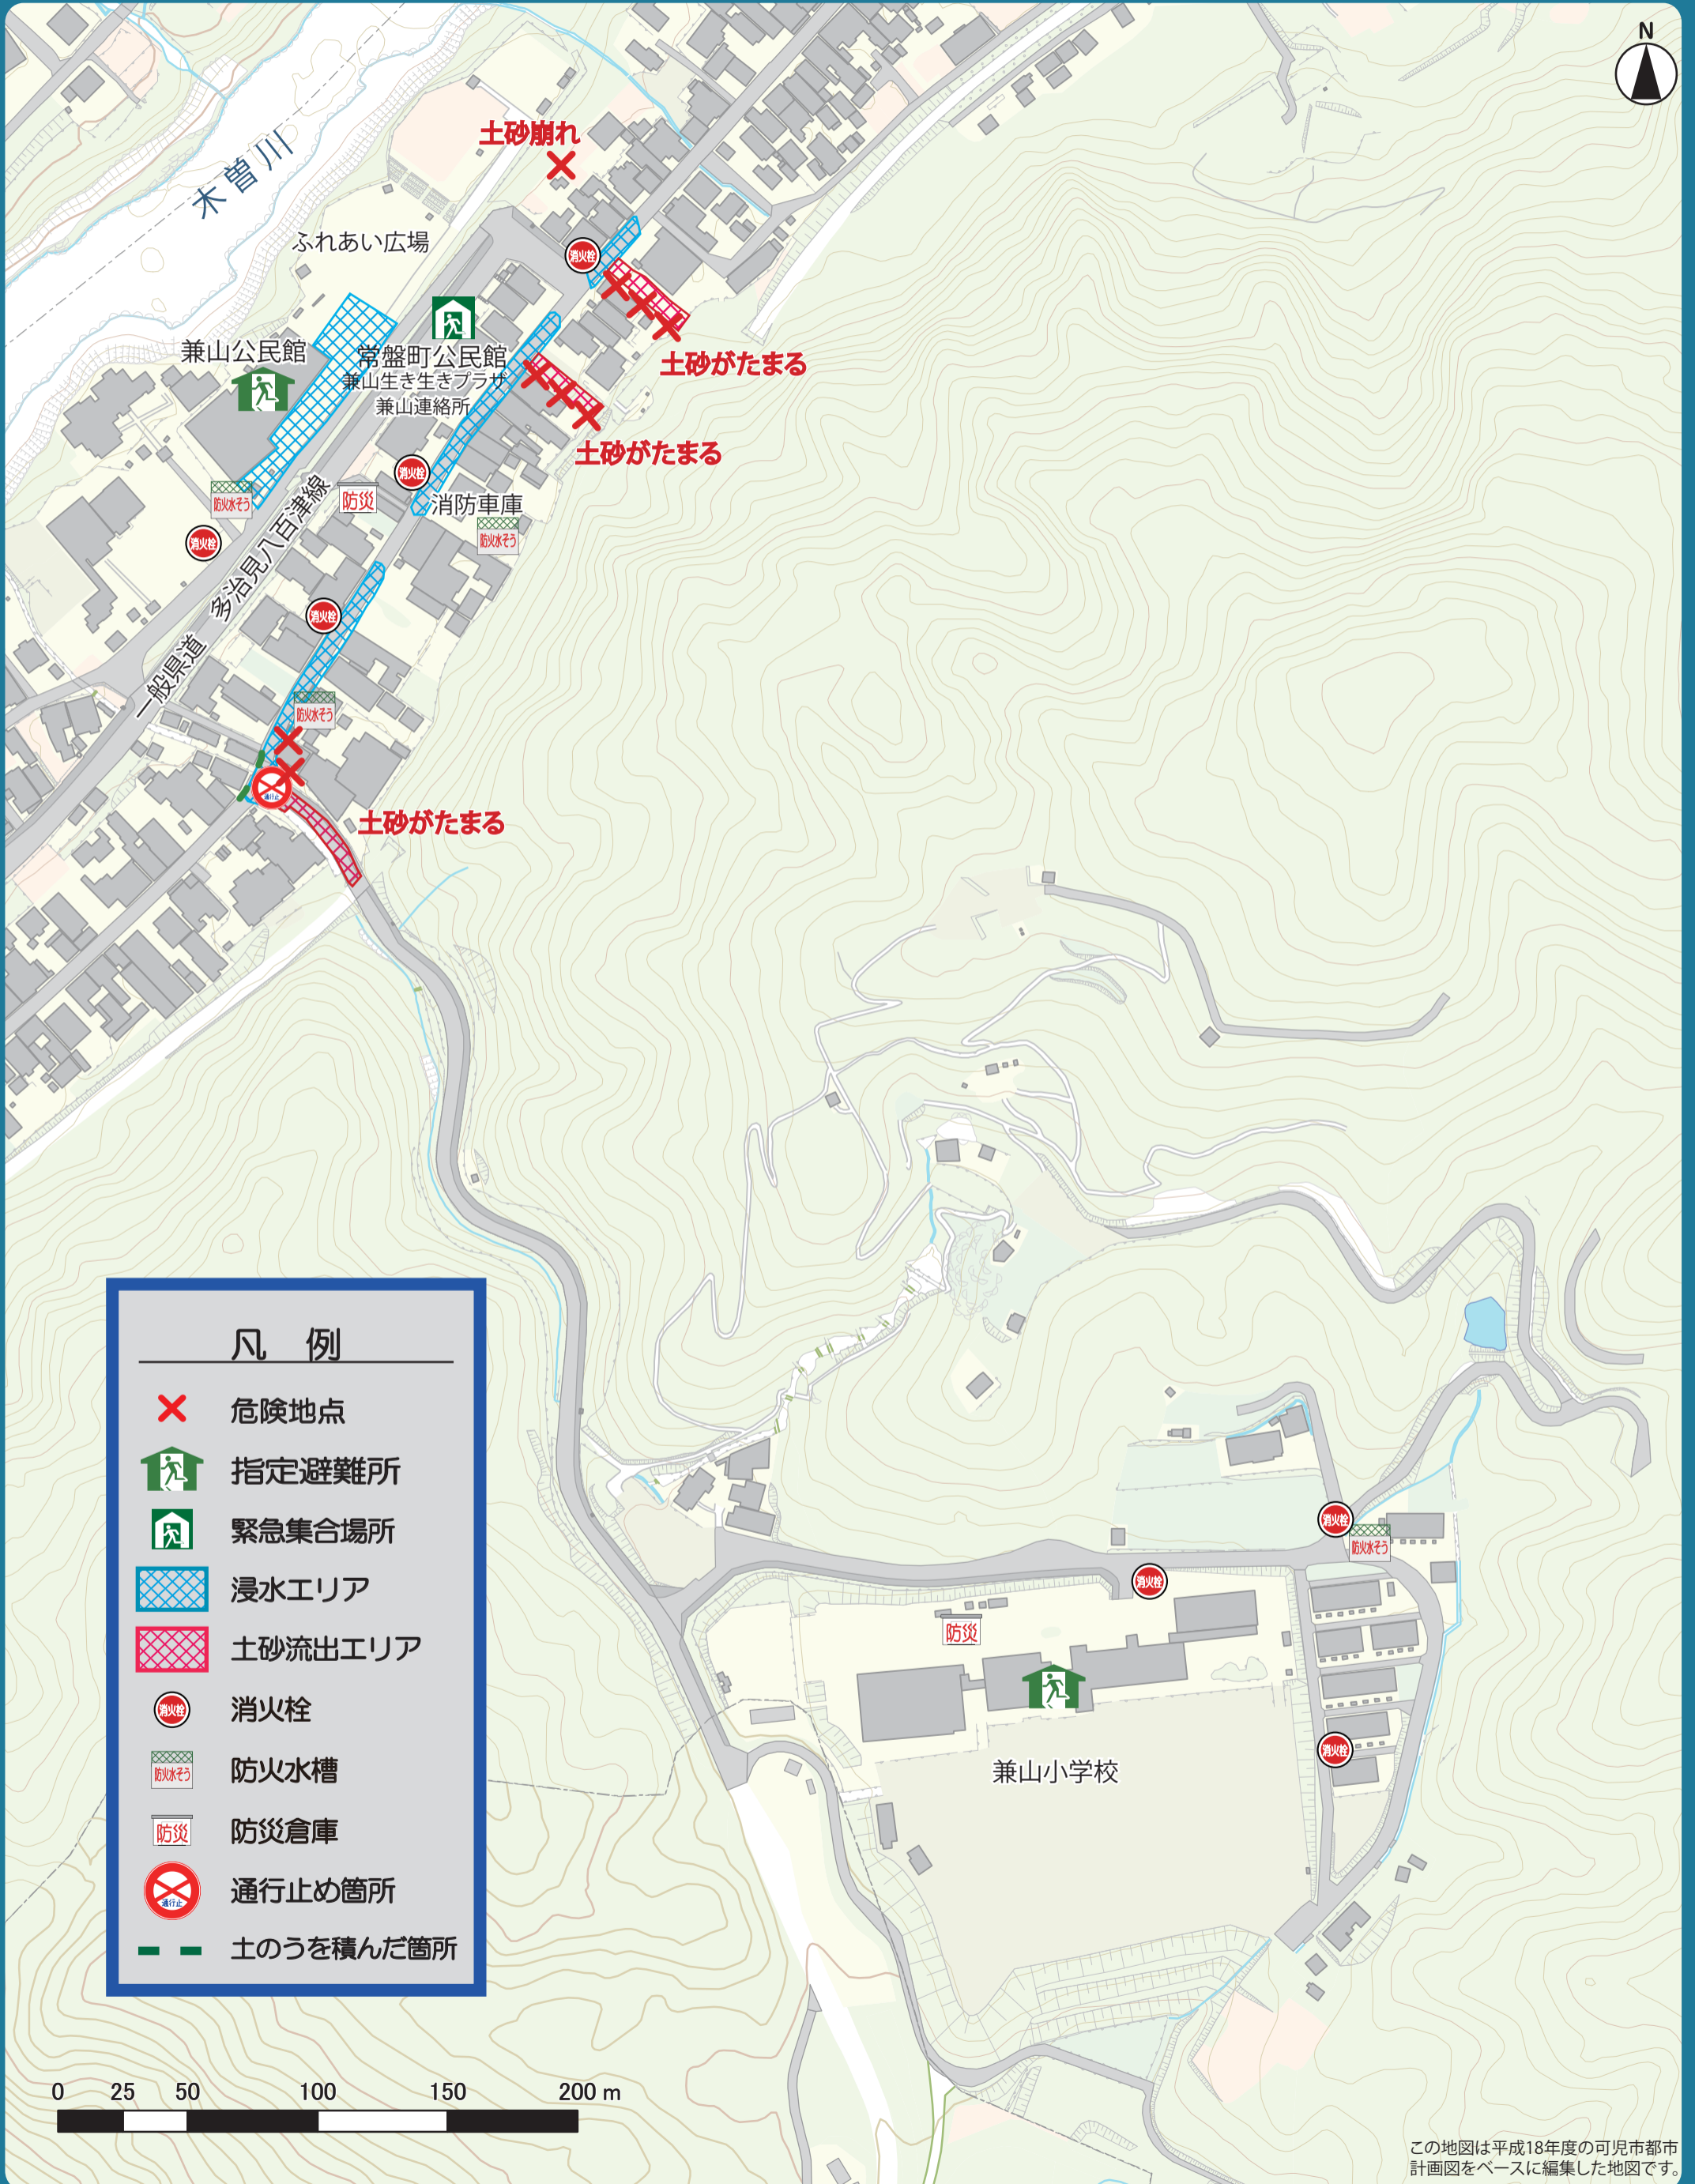 N
木曽川
土砂崩れ
ふれあい広場
消火栓
兼山公民館
常盤町公民館
兼山生き生きプラザ
兼山連絡所
土砂がたまる
土砂がたまる
消火栓
防火水そう
防災
消防車庫
防火水そう
消火栓
一般県道 多治見八百津線
消火栓
防火水そう
通行止
土砂がたまる
凡 例
危険地点
指定避難所
緊急集合場所
浸水エリア
土砂流出エリア
消火栓
消火栓
防火水そう
防火水槽
防災
防災倉庫
通行止
通行止め箇所
土のうを積んだ箇所
消火栓
防火水そう
消火栓
防災
兼山小学校
消火栓
0 25 50 100 150 200 m
この地図は平成18年度の可児市都市
計画図をベースに編集した地図です。